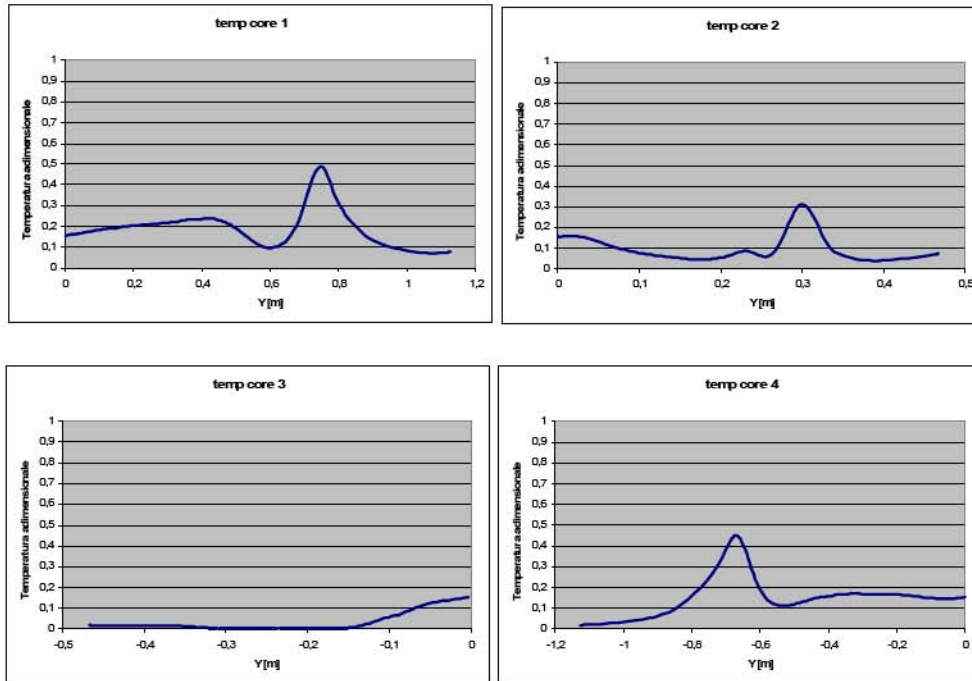 temp core 1
Temperatura adimensionale
1
0,9
0,8
0,7
0,6
0,5
0,4
0,3
0,2
0,1
0
0 0,2 0,4 0,6 0,8 1 1,2
Y [m]
temp core 2
Temperatura adimensionale
1
0,9
0,8
0,7
0,6
0,5
0,4
0,3
0,2
0,1
0
0 0,1 0,2 0,3 0,4 0,5
Y [m]
temp core 3
Temperatura adimensionale
1
0,9
0,8
0,7
0,6
0,5
0,4
0,3
0,2
0,1
0
-0,5 -0,4 -0,3 -0,2 -0,1 0
Y [m]
temp core 4
Temperatura adimensionale
1
0,9
0,8
0,7
0,6
0,5
0,4
0,3
0,2
0,1
0
-1,2 -1 -0,8 -0,6 -0,4 -0,2 0
Y [m]